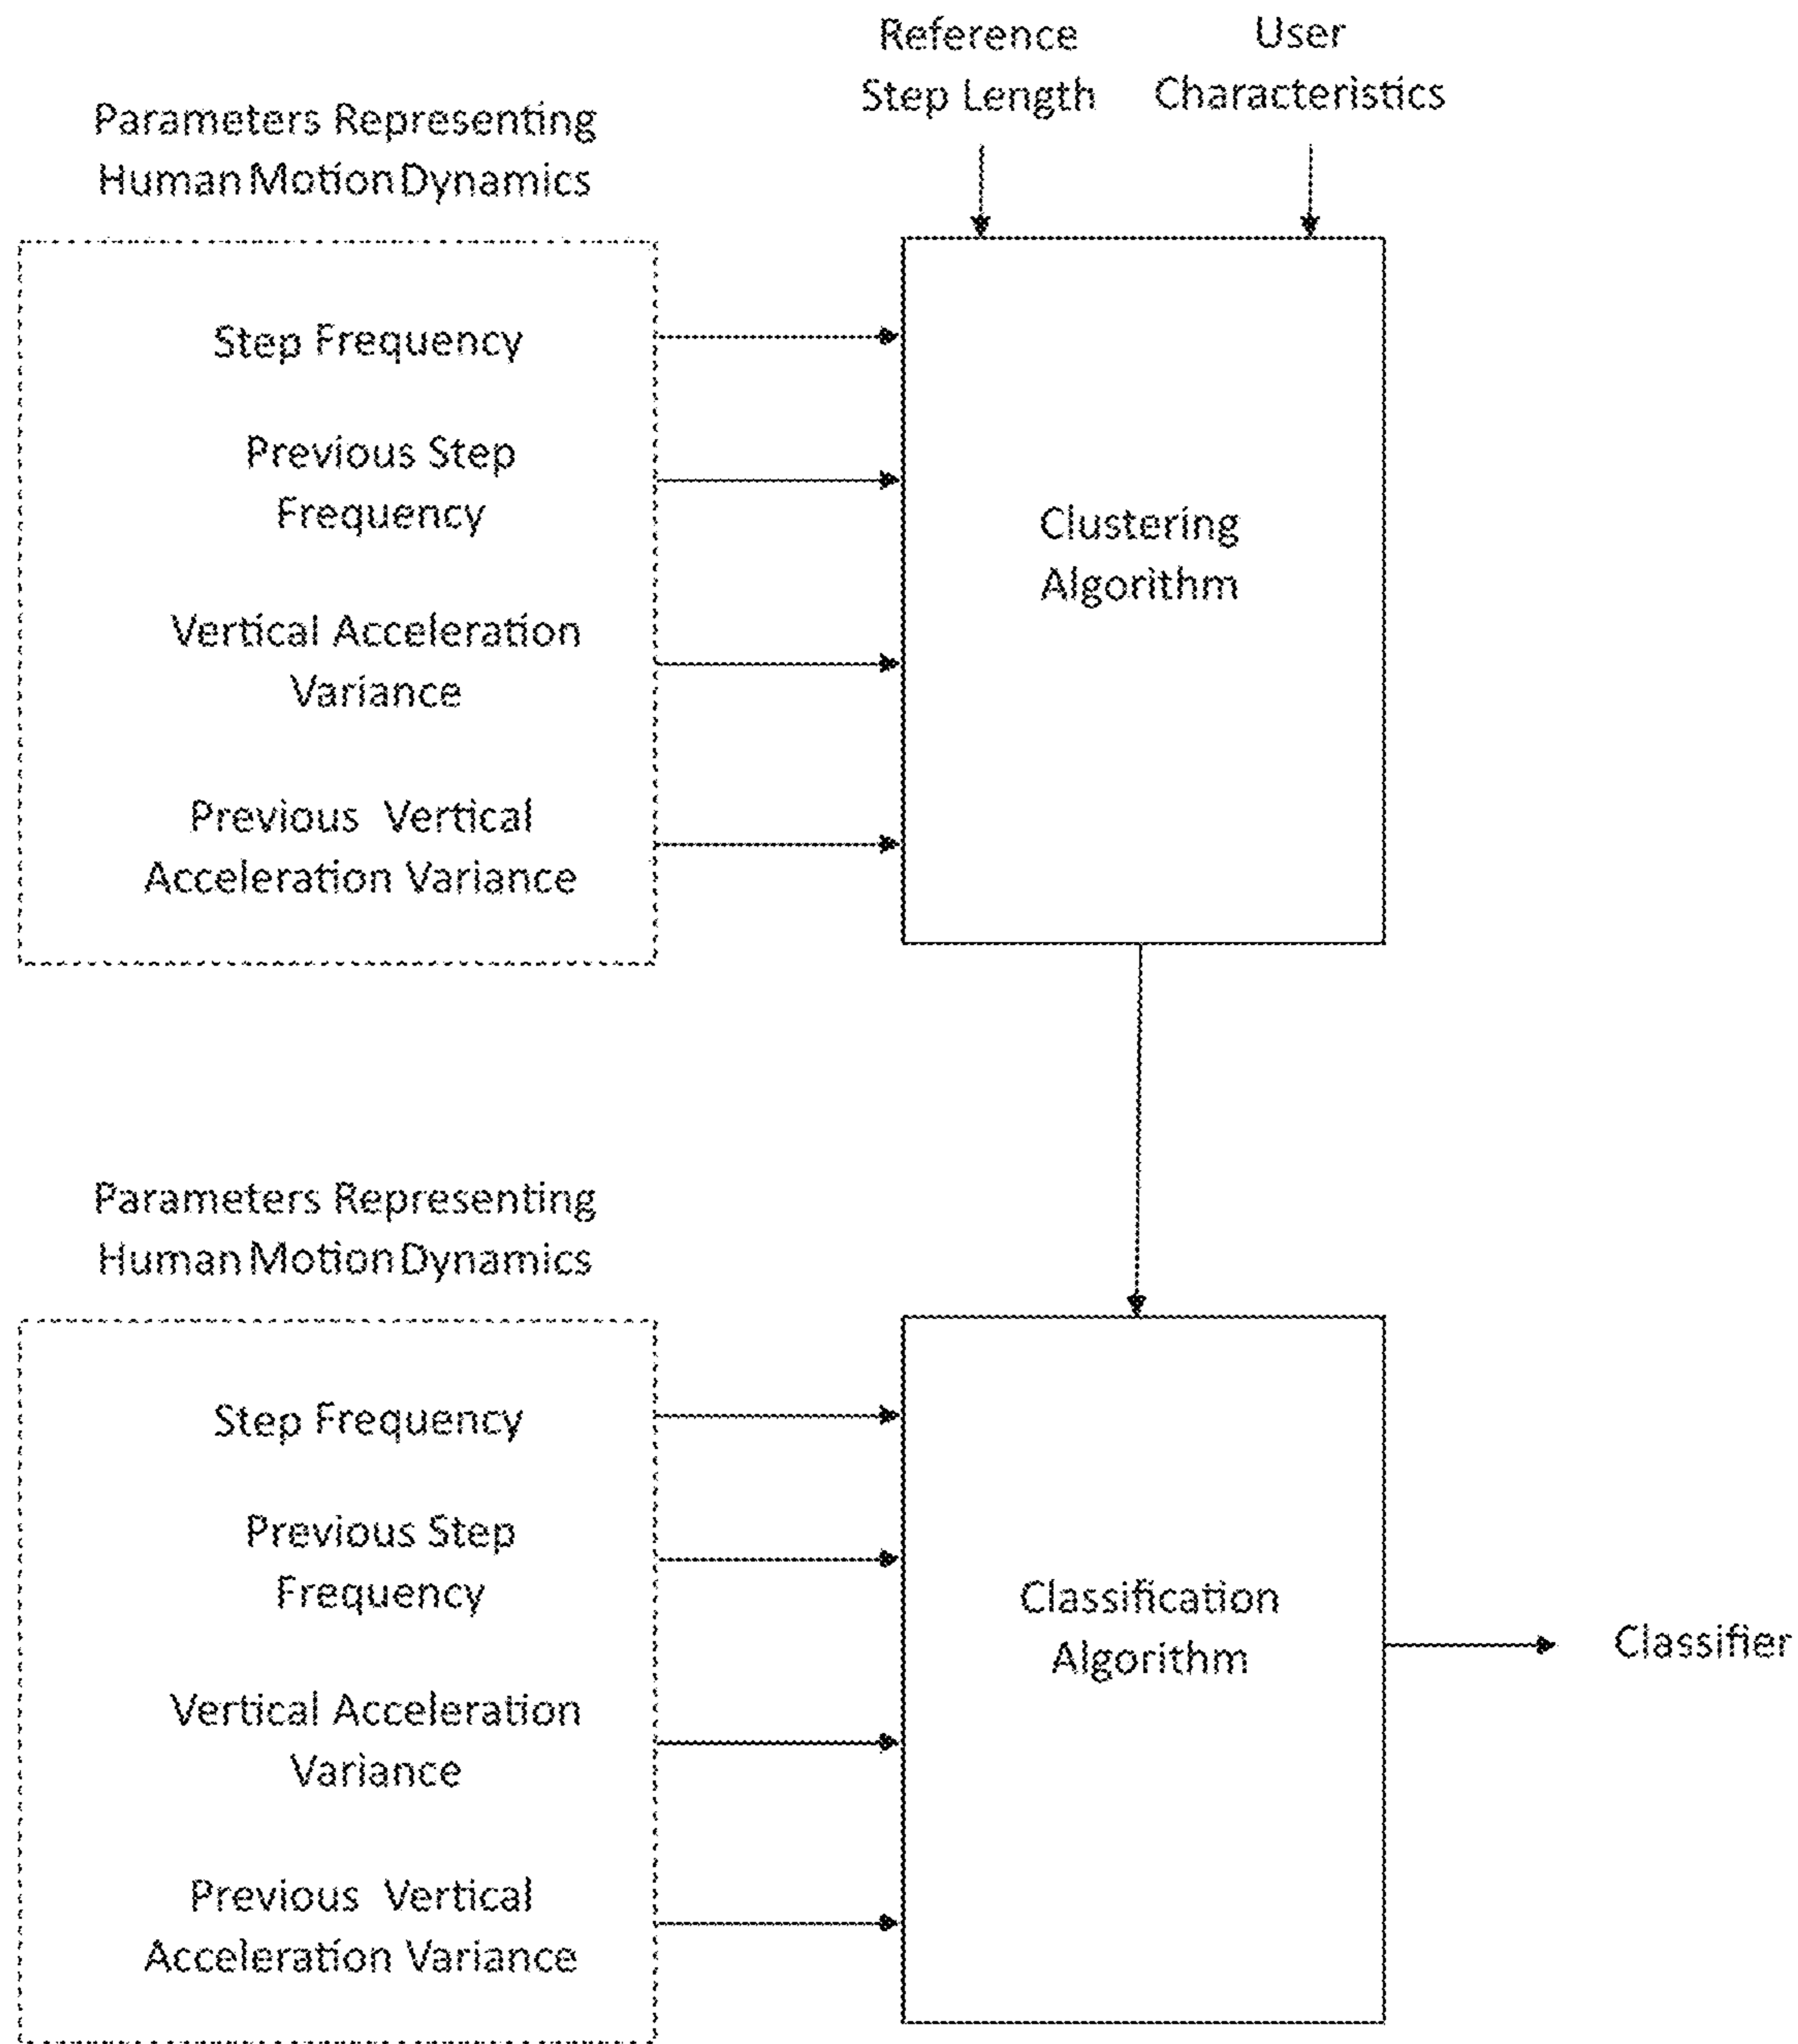 Reference
Step Length
User
Characteristics
Parameters Representing
Human Motion Dynamics
Step Frequency
Previous Step
Frequency
Vertical Acceleration
Variance
Previous Vertical
Acceleration Variance
Clustering
Algorithm
Parameters Representing
Human Motion Dynamics
Step Frequency
Previous Step
Frequency
Vertical Acceleration
Variance
Previous Vertical
Acceleration Variance
Classification
Algorithm
Classifier